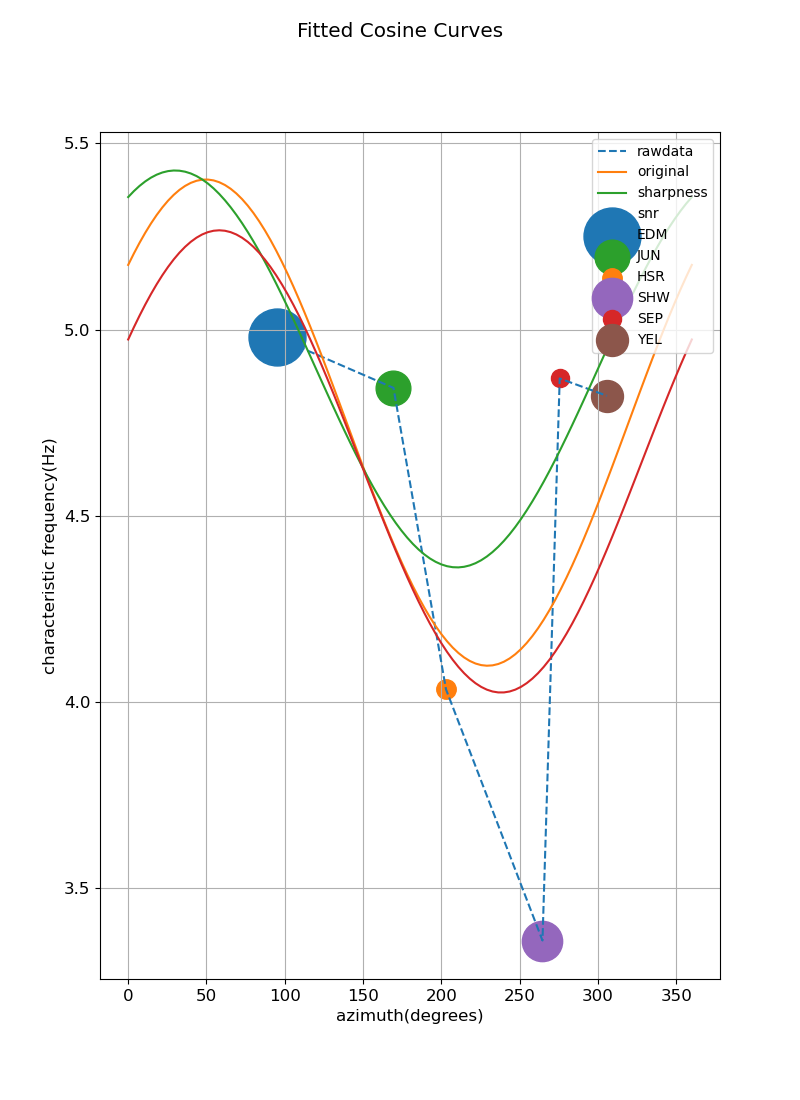 Fitted Cosine Curves
rawdata
original
sharpness
snr
EDM
JUN
HSR
SHW
SEP
YEL
5.5
5.0
4.5
4.0
3.5
characteristic frequency(Hz)
0 50 100 150 200 250 300 350
azimuth(degrees)